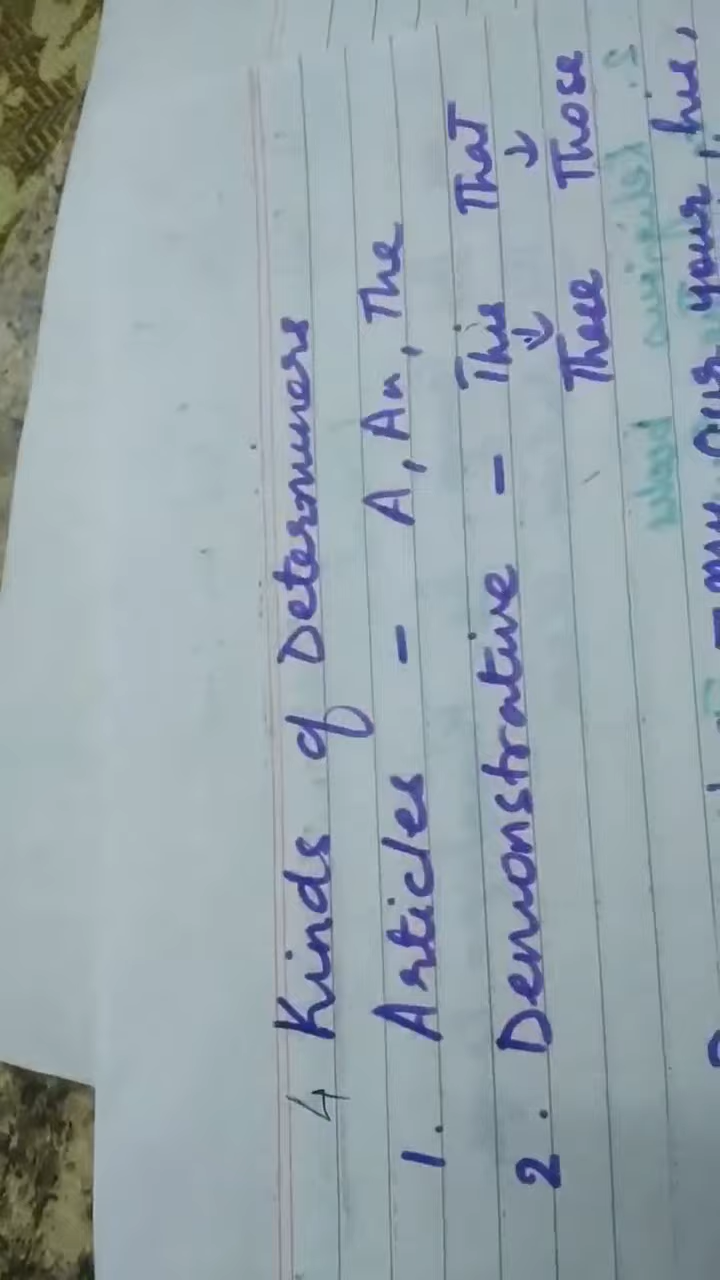 4 Kinds of Determiners
1. Articles - A, An, The
2. Demonstrative - This That
↓ ↓
These Those
my, our, your, his,